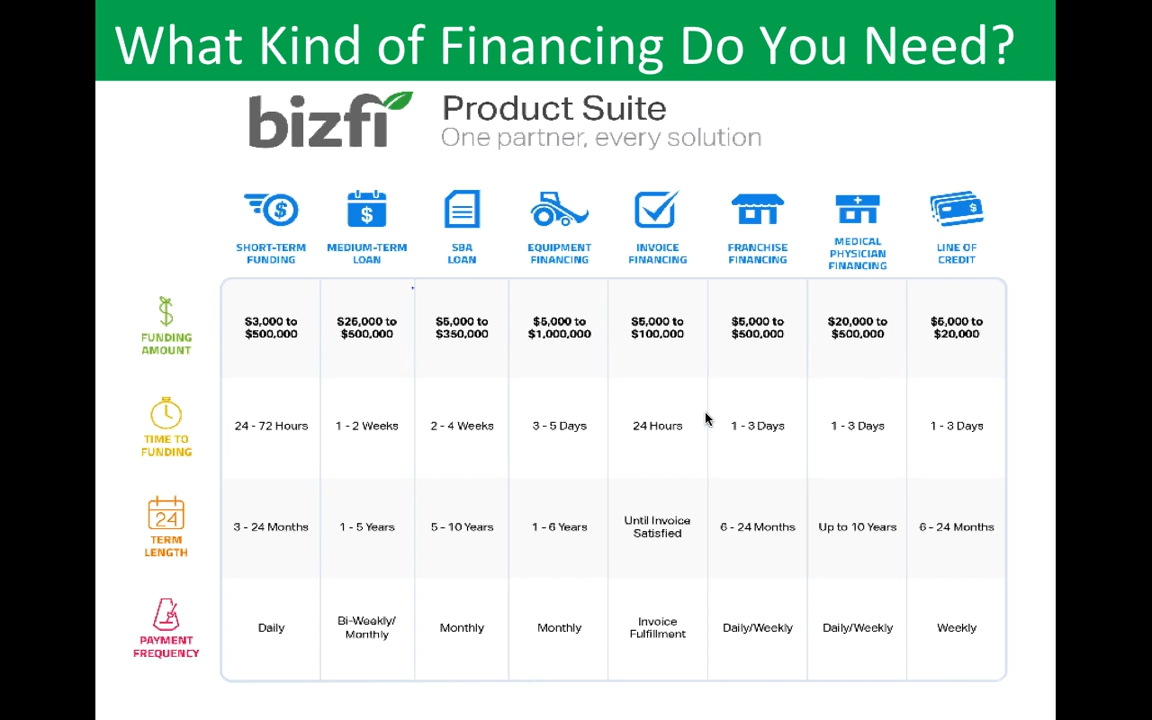 What Kind of Financing Do You Need?
bizfi
Product Suite
One partner, every solution
SHORT-TERM
FUNDING
MEDIUM-TERM
LOAN
SBA
LOAN
EQUIPMENT
FINANCING
INVOICE
FINANCING
FRANCHISE
FINANCING
MEDICAL
PHYSICIAN
FINANCING
LINE OF
CREDIT
FUNDING
AMOUNT
$3,000 to
$500,000
$25,000 to
$500,000
$5,000 to
$350,000
$5,000 to
$1,000,000
$5,000 to
$100,000
$5,000 to
$500,000
$20,000 to
$500,000
$5,000 to
$20,000
TIME TO
FUNDING
24 - 72 Hours
1 - 2 Weeks
2 - 4 Weeks
3 - 5 Days
24 Hours
1 - 3 Days
1 - 3 Days
1 - 3 Days
24
TERM
LENGTH
3 - 24 Months
1 - 5 Years
5 - 10 Years
1 - 6 Years
Until Invoice
Satisfied
6 - 24 Months
Up to 10 Years
6 - 24 Months
PAYMENT
FREQUENCY
Daily
Bi-Weekly/
Monthly
Monthly
Monthly
Invoice
Fulfillment
Daily/Weekly
Daily/Weekly
Weekly